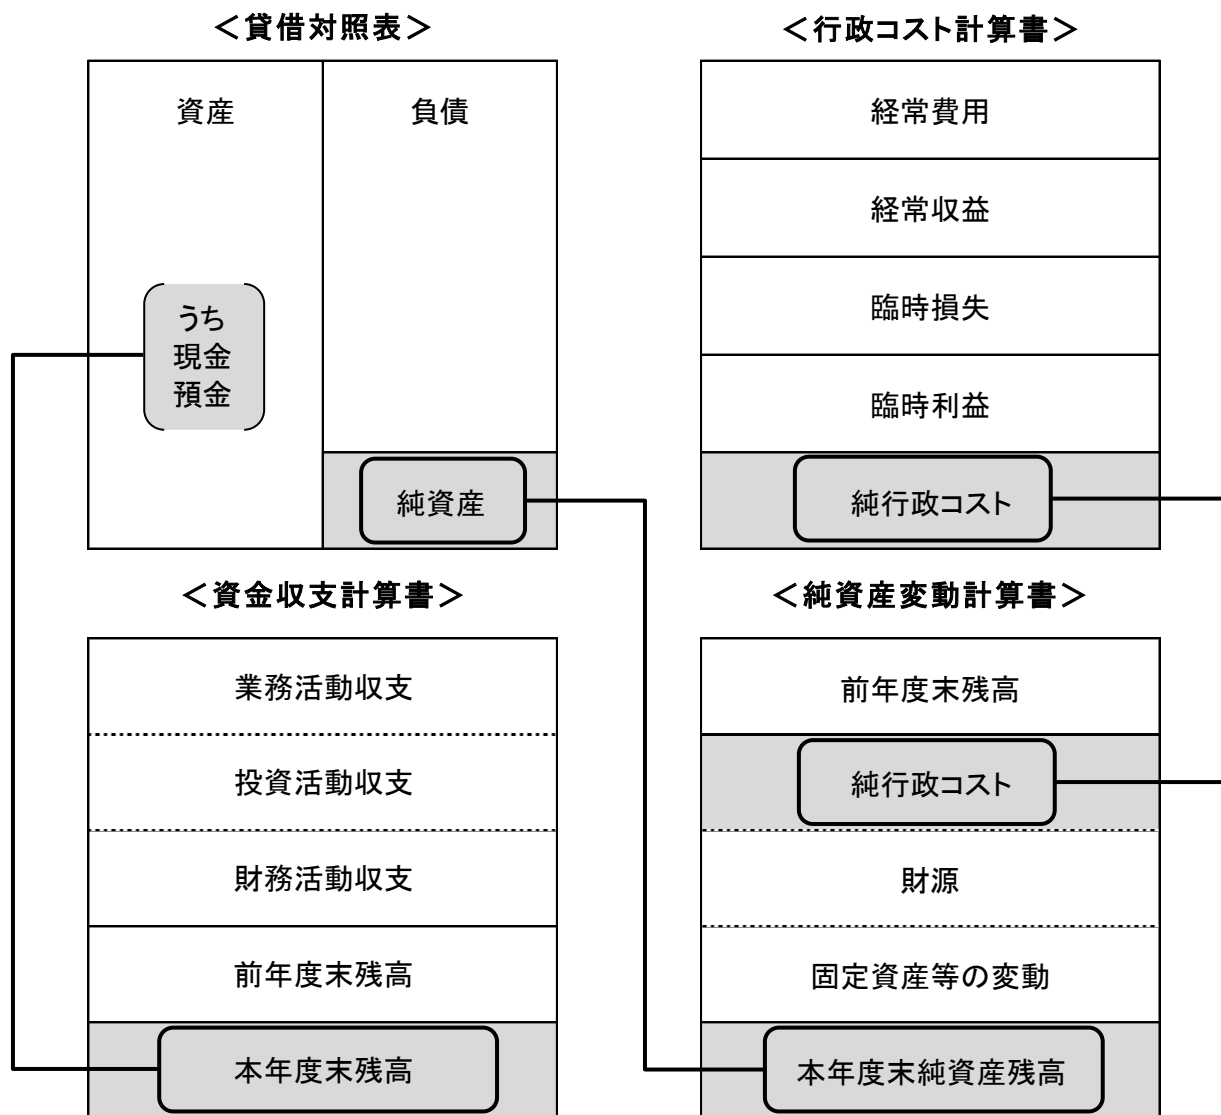 ＜貸借対照表＞
資産
負債
うち
現金
預金
純資産
＜行政コスト計算書＞
経常費用
経常収益
臨時損失
臨時利益
純行政コスト
＜資金収支計算書＞
業務活動収支
投資活動収支
財務活動収支
前年度末残高
本年度末残高
＜純資産変動計算書＞
前年度末残高
純行政コスト
財源
固定資産等の変動
本年度末純資産残高